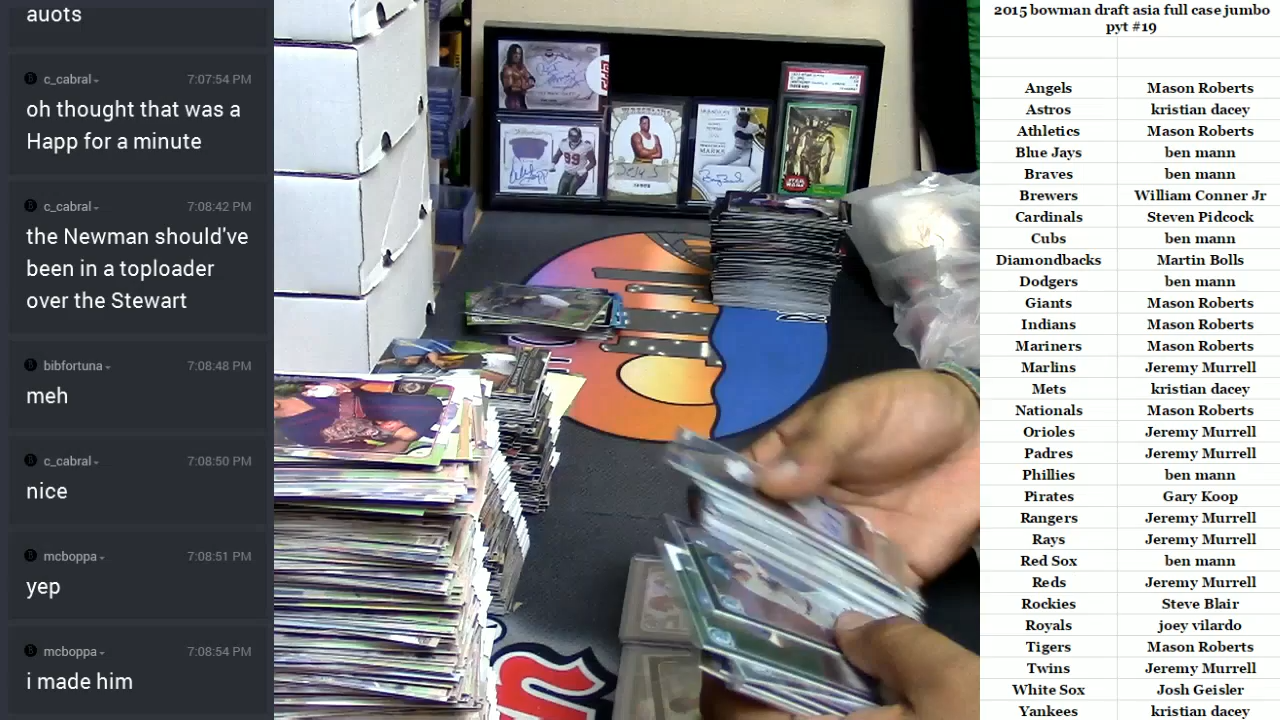 auots
c_cabral
7:07:54 PM
oh thought that was a
Happ for a minute
c_cabral
7:08:42 PM
the Newman should've
been in a toploader
over the Stewart
bibfortuna
7:08:48 PM
meh
c_cabral
7:08:50 PM
nice
mcboppa
7:08:51 PM
yep
mcboppa
7:08:54 PM
i made him
99
STAR WARS
2015 bowman draft asia full case jumbo
pyt #19
Angels Mason Roberts
Astros kristian dacey
Athletics Mason Roberts
Blue Jays ben mann
Braves ben mann
Brewers William Conner Jr
Cardinals Steven Pidcock
Cubs ben mann
Diamondbacks Martin Bolls
Dodgers ben mann
Giants Mason Roberts
Indians Mason Roberts
Mariners Mason Roberts
Marlins Jeremy Murrell
Mets kristian dacey
Nationals Mason Roberts
Orioles Jeremy Murrell
Padres Jeremy Murrell
Phillies ben mann
Pirates Gary Koop
Rangers Jeremy Murrell
Rays Jeremy Murrell
Red Sox ben mann
Reds Jeremy Murrell
Rockies Steve Blair
Royals joey vilardo
Tigers Mason Roberts
Twins Jeremy Murrell
White Sox Josh Geisler
Yankees kristian dacey